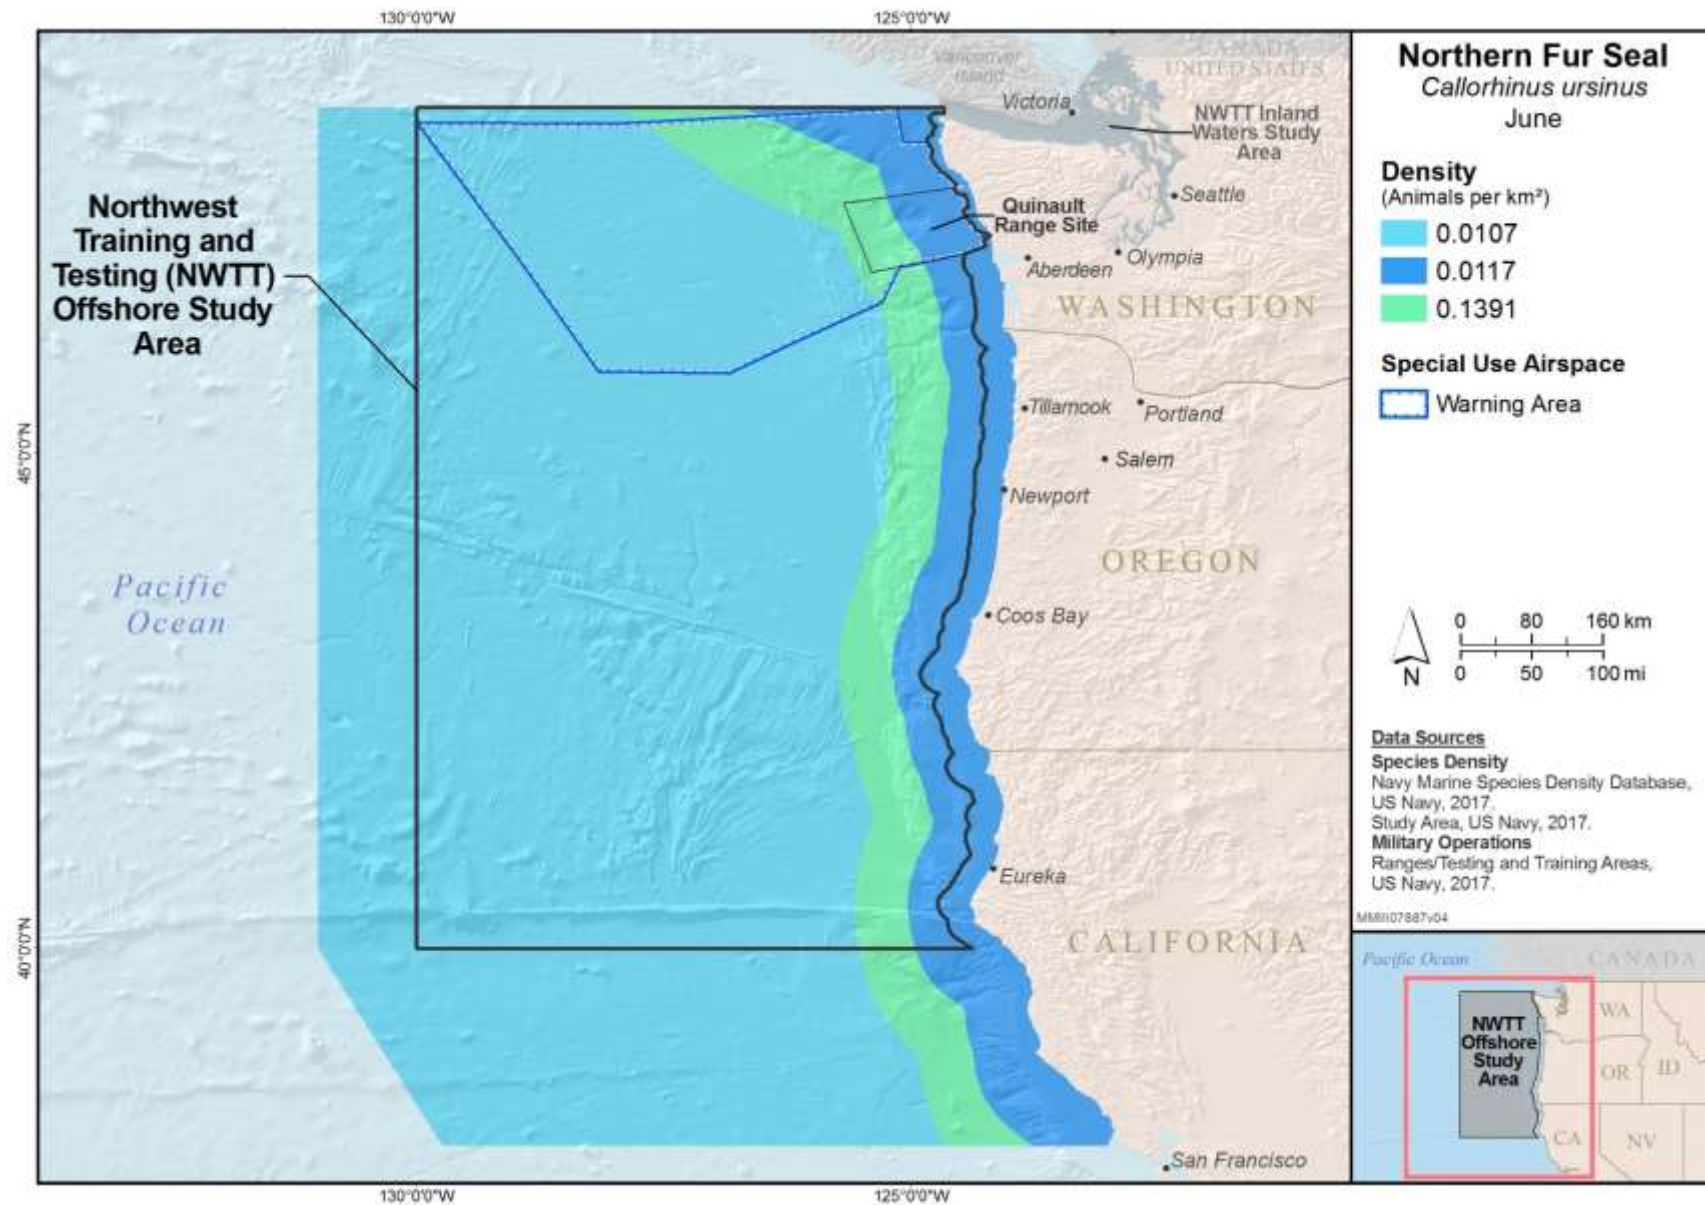 130°0'0"W
125°0'0"W
45°0'0"N
40°0'0"N
130°0'0"W
125°0'0"W
Vancouver
Island
CANADA
UNITED STATES
Victoria
NWTT Inland
Waters Study
Area
Seattle
Northwest
Training and
Testing (NWTT)
Offshore Study
Area
Quinault
Range Site
Olympia
Aberdeen
WASHINGTON
Tillamook
Portland
Salem
Newport
OREGON
Pacific
Ocean
Coos Bay
Eureka
CALIFORNIA
San Francisco
Northern Fur Seal
Callorhinus ursinus
June
Density
(Animals per km²)
0.0107
0.0117
0.1391
Special Use Airspace
Warning Area
0 80 160 km
0 50 100 mi
N
Data Sources
Species Density
Navy Marine Species Density Database,
US Navy, 2017.
Study Area, US Navy, 2017.
Military Operations
Ranges/Testing and Training Areas,
US Navy, 2017.
Pacific Ocean
CANADA
NWTT
Offshore
Study
Area
WA
OR
ID
CA
NV